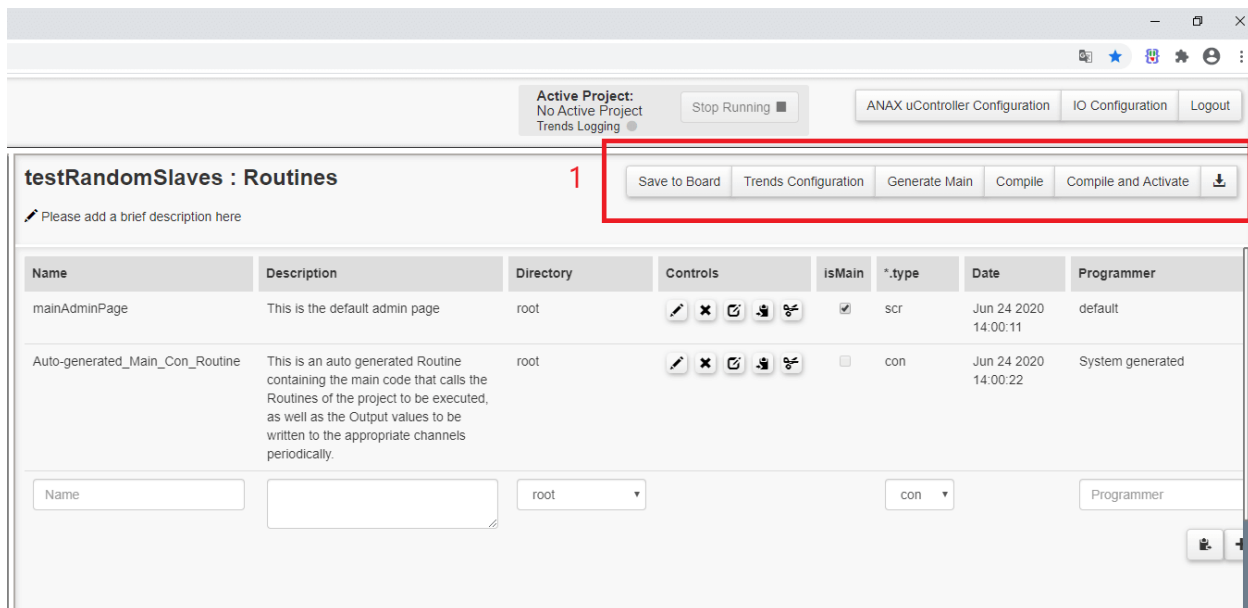 Active Project:
No Active Project
Trends Logging
Stop Running
ANAX uController Configuration
IO Configuration
Logout
testRandomSlaves : Routines
1
Save to Board
Trends Configuration
Generate Main
Compile
Compile and Activate
Please add a brief description here
Name
Description
Directory
Controls
isMain
*.type
Date
Programmer
mainAdminPage
This is the default admin page
root
scr
Jun 24 2020
14:00:11
default
Auto-generated_Main_Con_Routine
This is an auto generated Routine
containing the main code that calls the
Routines of the project to be executed,
as well as the Output values to be
written to the appropriate channels
periodically.
root
con
Jun 24 2020
14:00:22
System generated
Name
root
con
Programmer